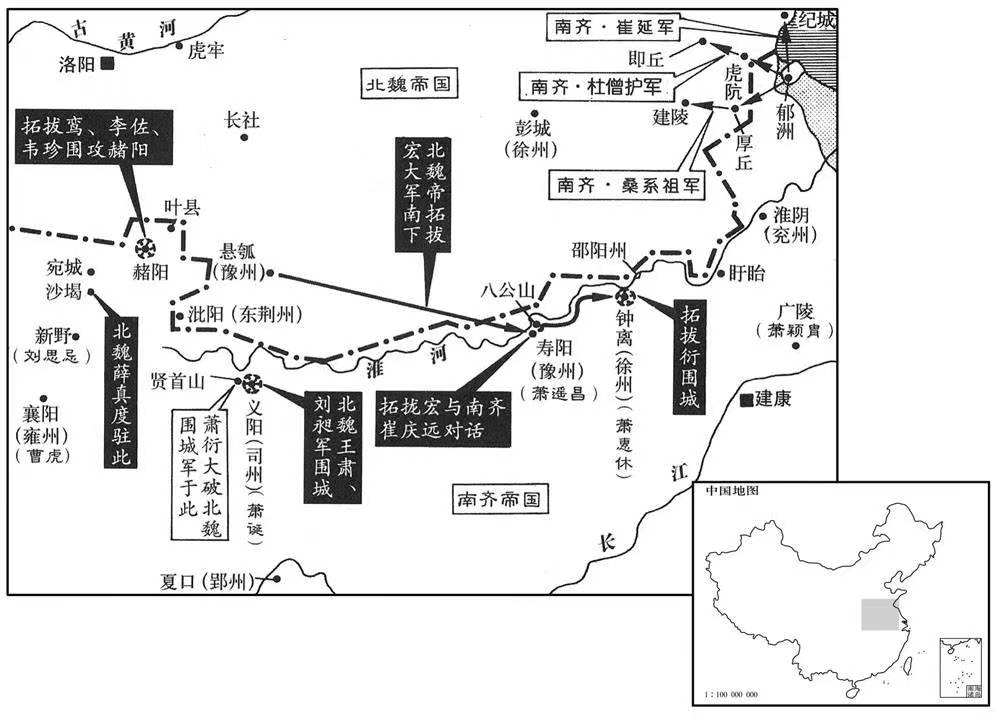 古黄河
虎牢
洛阳
北魏帝国
南齐·崔延军
纪城
即丘
虎阬
南齐·杜僧护军
郁洲
建陵
厚丘
彭城
(徐州)
南齐·桑系祖军
拓拔鸾、李佐、
韦珍围攻赭阳
长社
北魏帝拓拔
宏大军南下
叶县
赭阳
宛城
沙堨
悬瓠
(豫州)
淮阴
(兖州)
邵阳州
盱眙
八公山
沘阳(东荆州)
新野
(刘思忌)
北魏薛真度驻此
淮河
钟离(徐州)(萧惠休)
拓拔衍围城
广陵
(萧颖胄)
寿阳
(豫州)
(萧遥昌)
贤首山
襄阳
(雍州)
(曹虎)
萧衍大破北魏
围城军于此
义阳(司州)(萧诞)
北魏王肃、
刘昶军围城
拓拢宏与南齐
崔庆远对话
建康
南齐帝国
长江
夏口(郢州)
中国地图
1:100 000 000
南海
诸岛